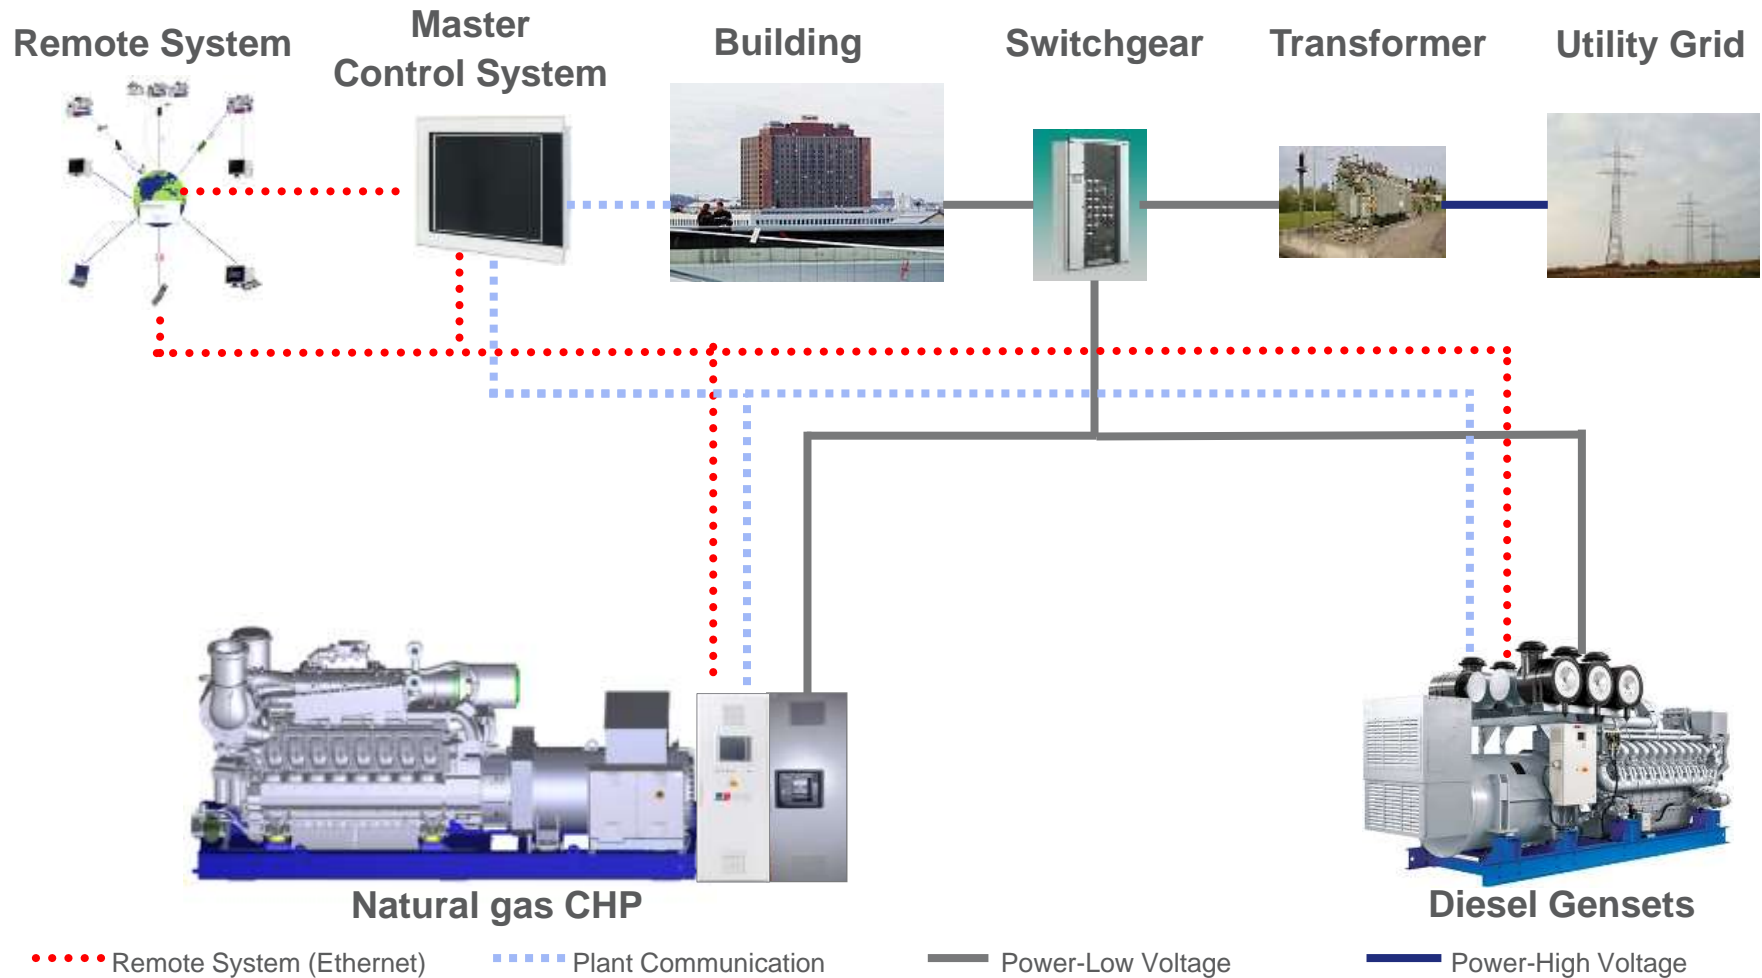 Remote System
Master
Control System
Building
Switchgear
Transformer
Utility Grid
Natural gas CHP
Diesel Gensets
Remote System (Ethernet)
Plant Communication
Power-Low Voltage
Power-High Voltage